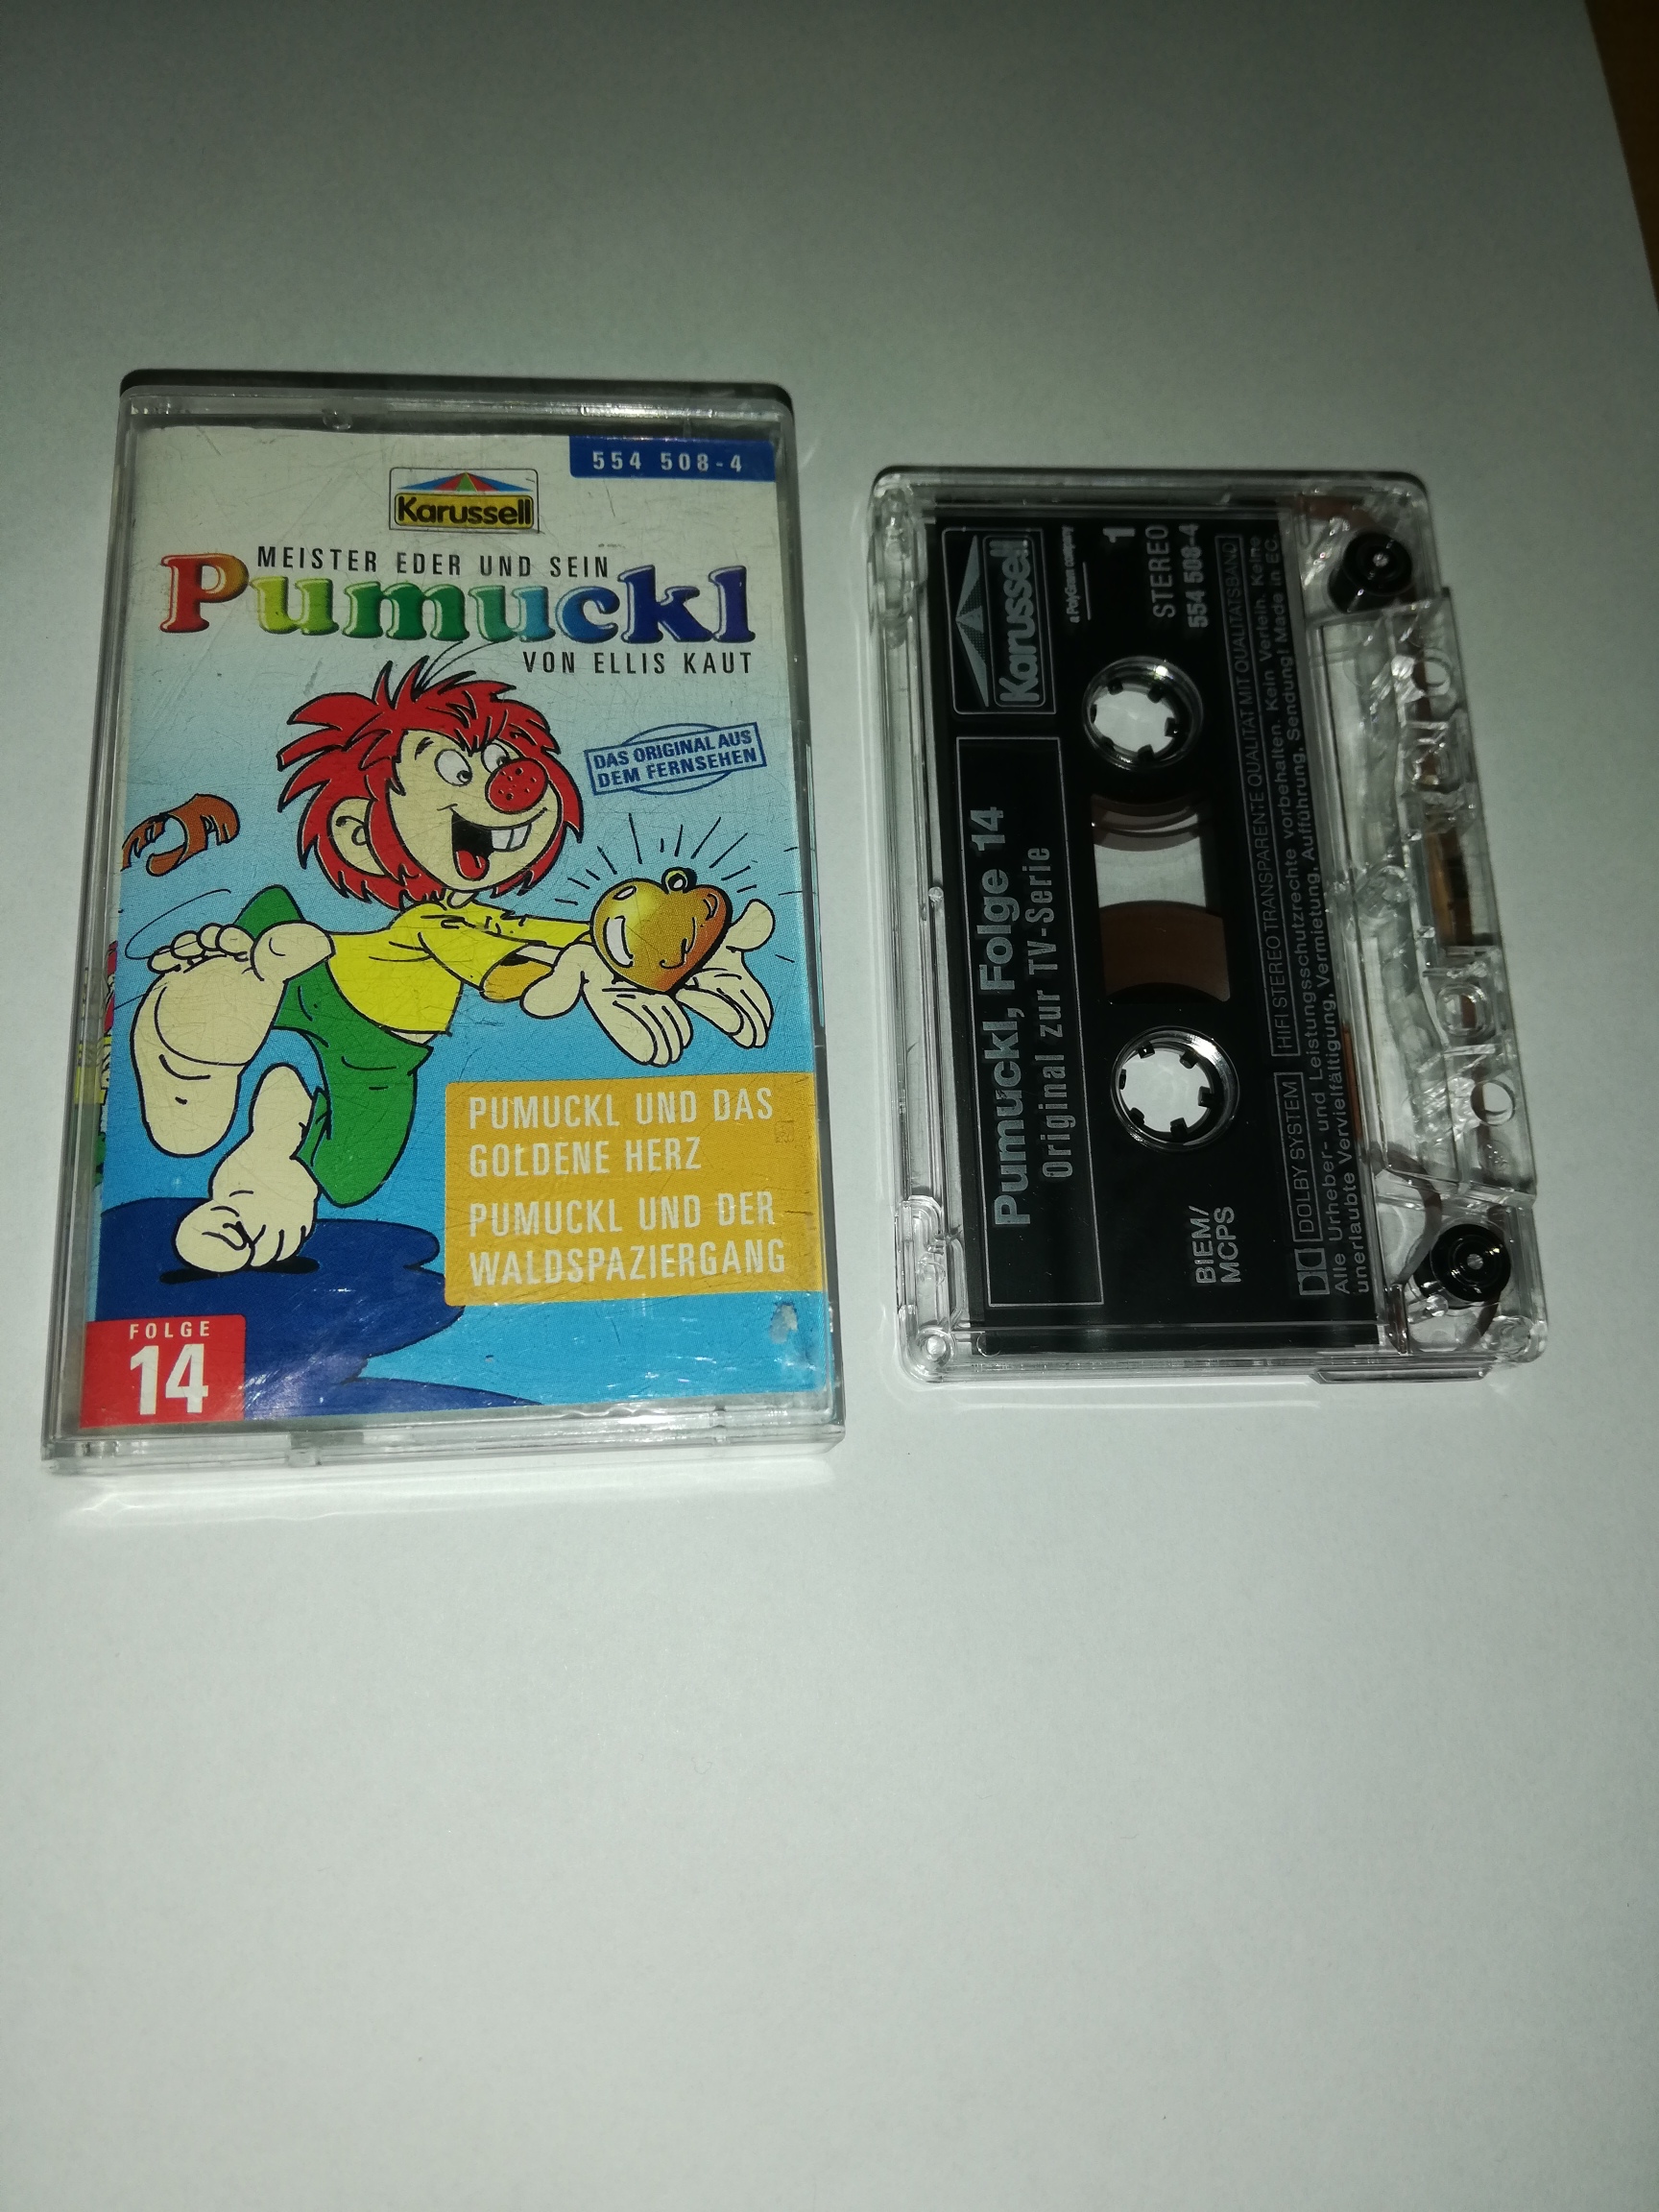 554 508-4
Karussell
MEISTER EDER UND SEIN
Pumuckl
VON ELLIS KAUT
DAS ORIGINAL AUS
DEM FERNSEHEN
PUMUCKL UND DAS
GOLDENE HERZ
PUMUCKL UND DER
WALDSPAZIERGANG
FOLGE
14
Karussell
a PolyGram company
Pumuckl, Folge 14
Original zur TV-Serie
1
STEREO
554 508-4
BIEM/
MCPS
DOLBY SYSTEM HIFI STEREO TRANSPARENTE QUALITÄT MIT QUALITÄTSBAND
Alle Urheber- und Leistungsschutzrechte vorbehalten. Kein Verleih. Keine
unerlaubte Vervielfältigung, Vermietung, Aufführung, Sendung! Made in EC.